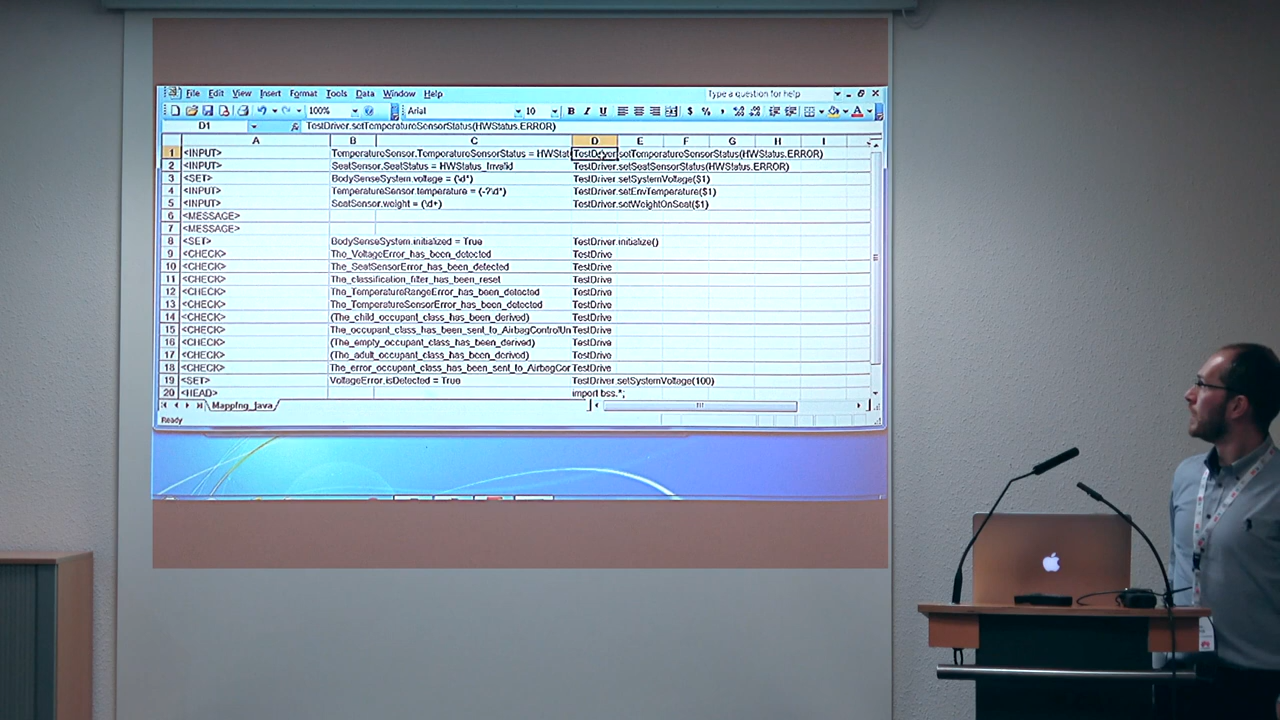 File Edit View Insert Format Tools Data Window Help Type a question for help
100% Arial 10 B I U $ % ,
D1 fx TestDriver.setTemperatureSensorStatus(HWStatus.ERROR)
A B C D E F G H I
1 <INPUT> TemperatureSensor.TemperatureSensorStatus = HWStat TestDriver.setTemperatureSensorStatus(HWStatus.ERROR)
2 <INPUT> SeatSensor.SeatStatus = HWStatus_Invalid TestDriver.setSeatSensorStatus(HWStatus.ERROR)
3 <SET> BodySenseSystem.voltage = (\d*) TestDriver.setSystemVoltage($1)
4 <INPUT> TemperatureSensor.temperature = (-?\d*) TestDriver.setEnvTemperature($1)
5 <INPUT> SeatSensor.weight = (\d+) TestDriver.setWeightOnSeat($1)
6 <MESSAGE>
7 <MESSAGE>
8 <SET> BodySenseSystem.initialized = True TestDriver.initialize()
9 <CHECK> The_VoltageError_has_been_detected TestDrive
10 <CHECK> The_SeatSensorError_has_been_detected TestDrive
11 <CHECK> The_classification_filter_has_been_reset TestDrive
12 <CHECK> The_TemperatureRangeError_has_been_detected TestDrive
13 <CHECK> The_TemperatureSensorError_has_been_detected TestDrive
14 <CHECK> (The_child_occupant_class_has_been_derived) TestDrive
15 <CHECK> The_occupant_class_has_been_sent_to_AirbagControlUn TestDrive
16 <CHECK> (The_empty_occupant_class_has_been_derived) TestDrive
17 <CHECK> (The_adult_occupant_class_has_been_derived) TestDrive
18 <CHECK> The_error_occupant_class_has_been_sent_to_AirbagCor TestDrive
19 <SET> VoltageError.isDetected = True TestDriver.setSystemVoltage(100)
20 <HEAD> import bss.*;
Mapping_java
Ready